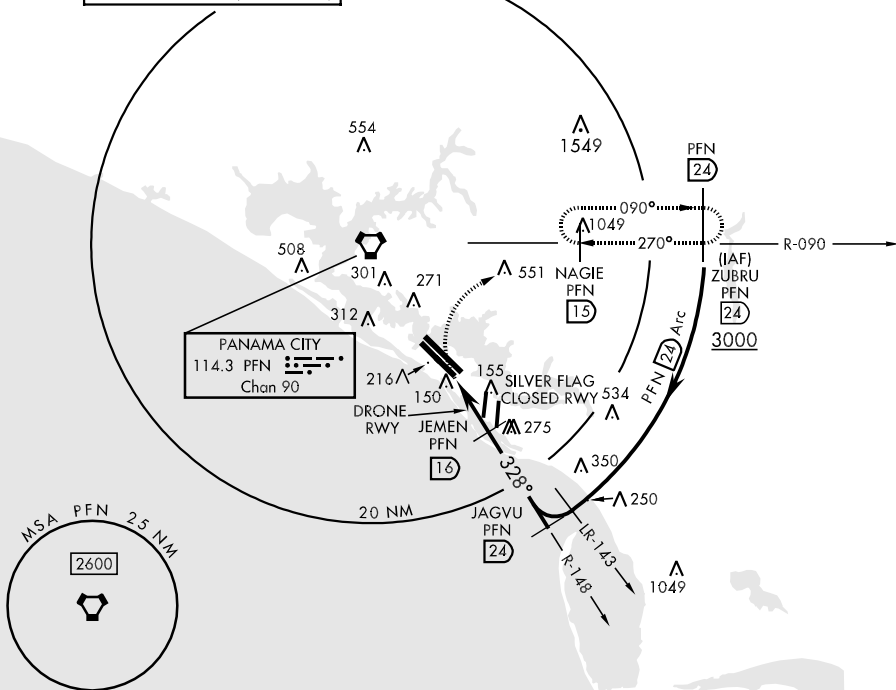 554
1549
PFN
24
090°
1049
508
270°
R-090
301
271
551
NAGIE
PFN
15
(IAF)
ZUBRU
PFN
24
3000
312
PANAMA CITY
114.3 PFN
Chan 90
PFN 24 Arc
216
150
155
SILVER FLAG
CLOSED RWY
534
DRONE
RWY
JEMEN
PFN
16
275
328°
350
250
20 NM
JAGVU
PFN
24
LR-143
R-148
1049
MSA PFN 25 NM
2600